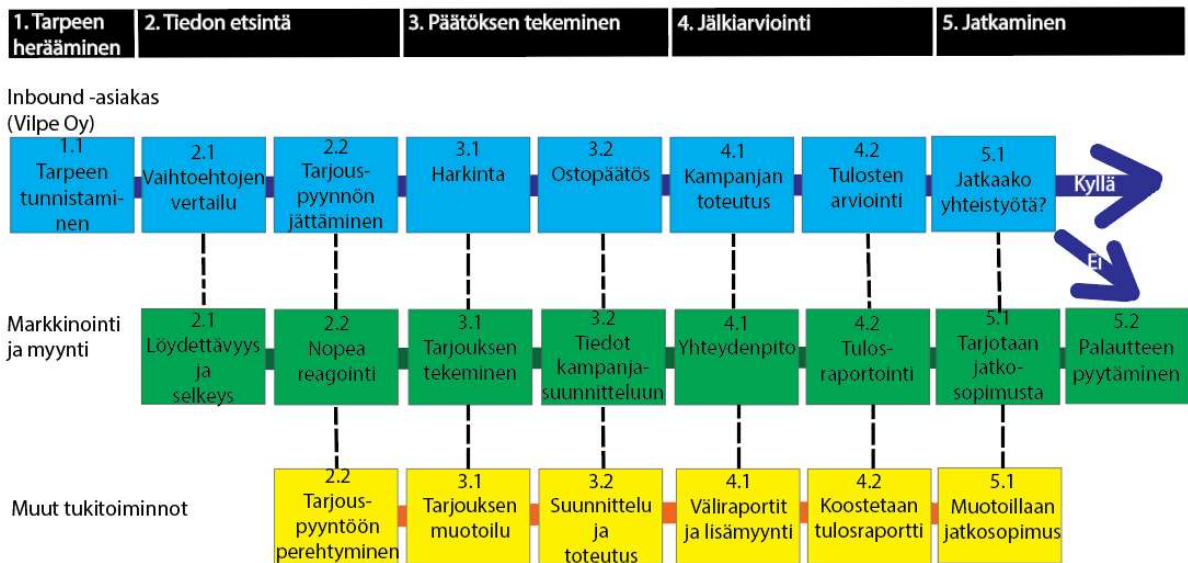 1. Tarpeen
herääminen
2. Tiedon etsintä
3. Päätöksen tekeminen
4. Jälkiarviointi
5. Jatkaminen
Inbound -asiakas
(Vilpe Oy)
1.1
Tarpeen
tunnistami-
nen
2.1
Vaihtoehtojen
vertailu
2.2
Tarjous-
pyynnön
jättäminen
3.1
Harkinta
3.2
Ostopäätös
4.1
Kampanjan
toteutus
4.2
Tulosten
arviointi
5.1
Jatkaako
yhteistyötä?
Kyllä
Ei
Markkinointi
ja myynti
2.1
Löydettävyys
ja
selkeys
2.2
Nopea
reagointi
3.1
Tarjouksen
tekeminen
3.2
Tiedot
kampanja-
suunnitteluun
4.1
Yhteydenpito
4.2
Tulos-
raportointi
5.1
Tarjotaan
jatko-
sopimusta
5.2
Palautteen
pyytäminen
Muut tukitoiminnot
2.2
Tarjous-
pyyntöön
perehtyminen
3.1
Tarjouksen
muotoilu
3.2
Suunnittelu
ja
toteutus
4.1
Väliraportit
ja lisämyynti
4.2
Koostetaan
tulosraportti
5.1
Muotoillaan
jatkosopimus